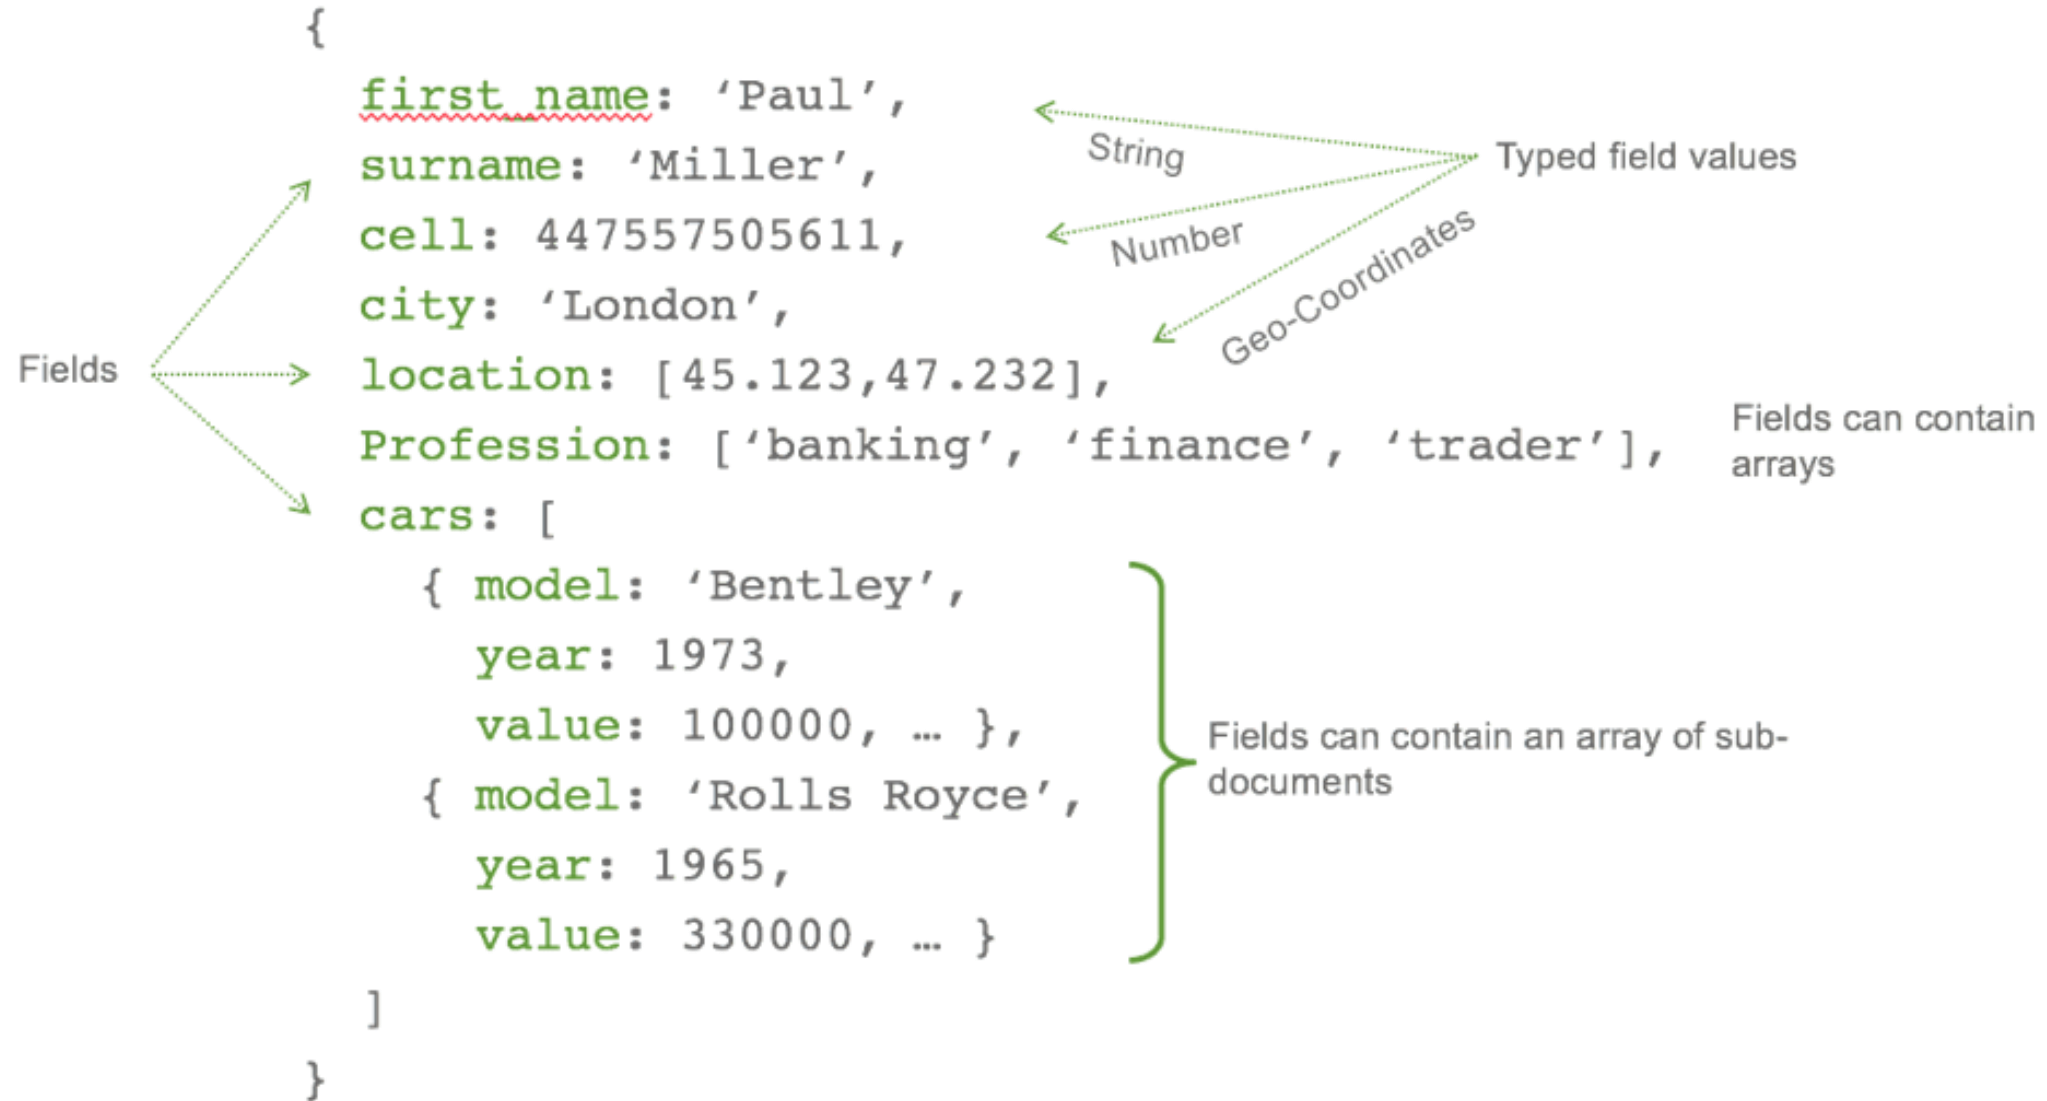 {
first_name: ‘Paul’,
surname: ‘Miller’,
cell: 447557505611,
city: ‘London’,
location: [45.123,47.232],
Profession: [‘banking’, ‘finance’, ‘trader’],
cars: [
{ model: ‘Bentley’,
year: 1973,
value: 100000, … },
{ model: ‘Rolls Royce’,
year: 1965,
value: 330000, … }
]
}
Fields
String
Number
Geo-Coordinates
Typed field values
Fields can contain
arrays
Fields can contain an array of sub-
documents